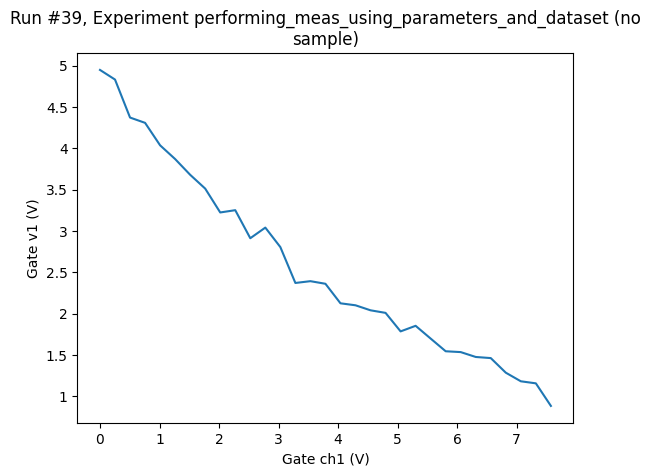 Run #39, Experiment performing_meas_using_parameters_and_dataset (no
sample)
5
4.5
4
3.5
3
2.5
2
1.5
1
Gate v1 (V)
0 1 2 3 4 5 6 7
Gate ch1 (V)